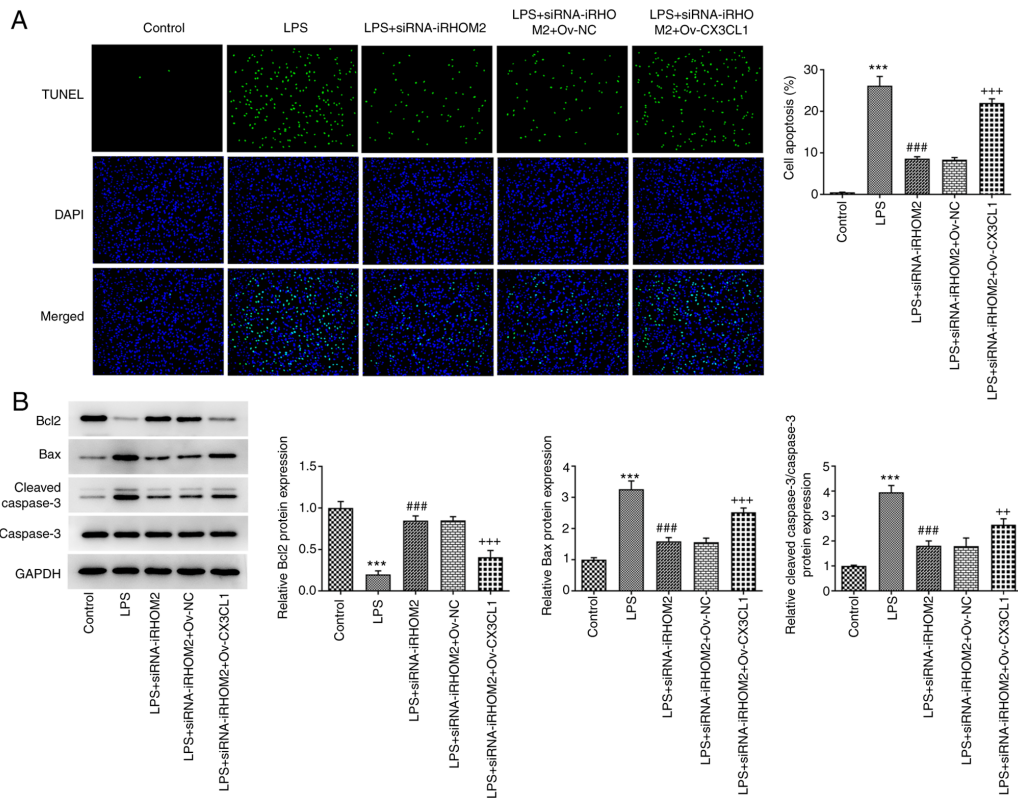 A
Control
LPS
LPS+siRNA-iRHOM2
LPS+siRNA-iRHO
M2+Ov-NC
LPS+siRNA-iRHO
M2+Ov-CX3CL1
TUNEL
DAPI
Merged
Cell apoptosis (%)
30
20
10
0
***
###
+++
Control
LPS
LPS+siRNA-iRHOM2
LPS+siRNA-iRHOM2+Ov-NC
LPS+siRNA-iRHOM2+Ov-CX3CL1
B
Bcl2
Bax
Cleaved
caspase-3
Caspase-3
GAPDH
Control
LPS
LPS+siRNA-iRHOM2
LPS+siRNA-iRHOM2+Ov-NC
LPS+siRNA-iRHOM2+Ov-CX3CL1
Relative Bcl2 protein expression
1.5
1.0
0.5
0.0
***
###
+++
Control
LPS
LPS+siRNA-iRHOM2
LPS+siRNA-iRHOM2+Ov-NC
LPS+siRNA-iRHOM2+Ov-CX3CL1
Relative Bax protein expression
4
3
2
1
0
***
###
+++
Control
LPS
LPS+siRNA-iRHOM2
LPS+siRNA-iRHOM2+Ov-NC
LPS+siRNA-iRHOM2+Ov-CX3CL1
Relative cleaved caspase-3/caspase-3
protein expression
5
4
3
2
1
0
***
###
++
Control
LPS
LPS+siRNA-iRHOM2
LPS+siRNA-iRHOM2+Ov-NC
LPS+siRNA-iRHOM2+Ov-CX3CL1